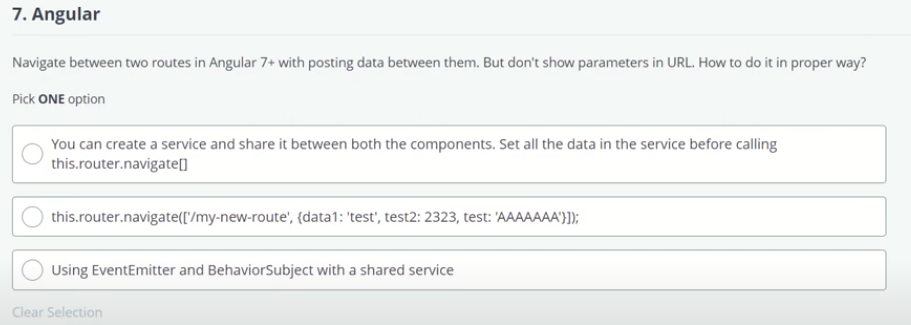 7. Angular
Navigate between two routes in Angular 7+ with posting data between them. But don't show parameters in URL. How to do it in proper way?
Pick ONE option
You can create a service and share it between both the components. Set all the data in the service before calling
this.router.navigate[]
this.router.navigate(['/my-new-route', {data1: 'test', test2: 2323, test: 'AAAAAAA'}]);
Using EventEmitter and BehaviorSubject with a shared service
Clear Selection